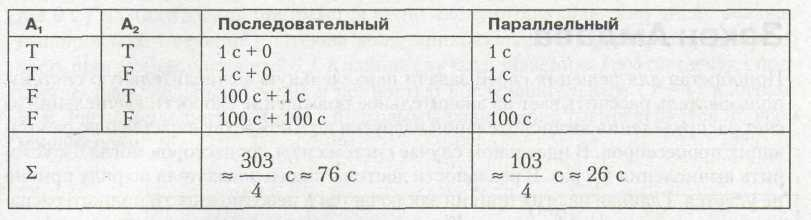 A₁ A₂ Последовательный Параллельный
T T 1 с + 0 1 с
T F 1 с + 0 1 с
F T 100 с + 1 с 1 с
F F 100 с + 100 с 100 с
Σ ≈ 303/4 с ≈ 76 с ≈ 103/4 с ≈ 26 с